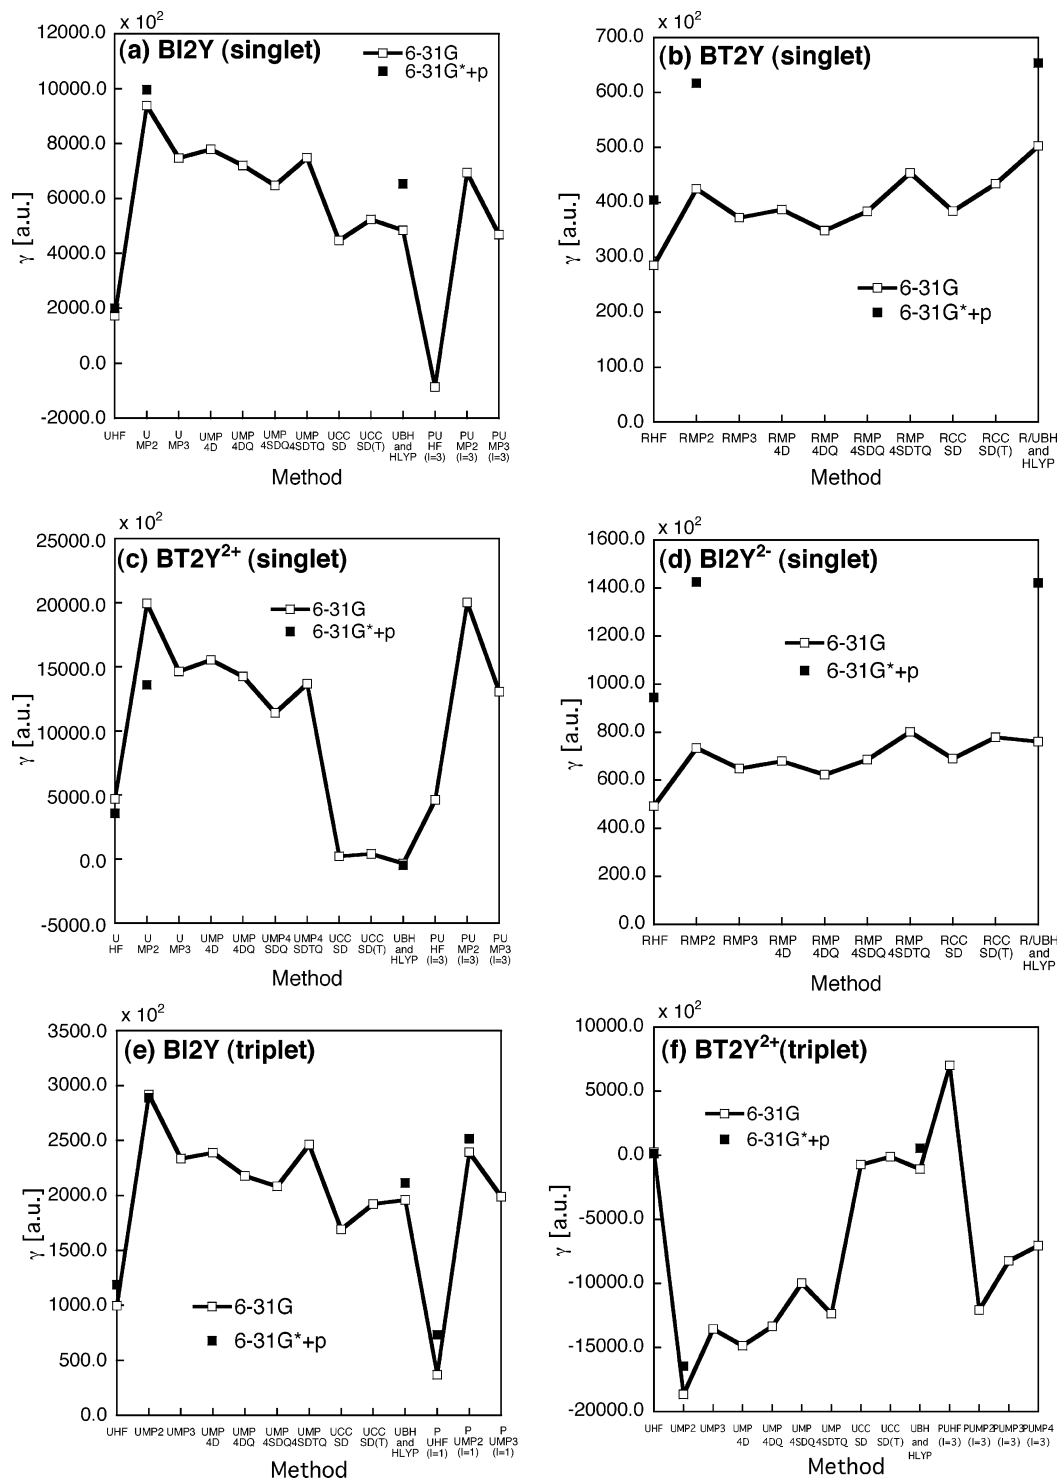 x 10²
12000.0
10000.0
8000.0
6000.0
4000.0
2000.0
0.0
-2000.0
γ [a.u.]
(a) BI2Y (singlet)
6-31G
6-31G*+p
UHF
U
MP2
U
MP3
UMP
4D
UMP
4DQ
UMP
4SDQ
UMP
4SDTQ
UCC
SD
UCC
SD(T)
UBH
and
HLYP
PU
HF
(l=3)
PU
MP2
(l=3)
PU
MP3
(l=3)
Method
x 10²
700.0
600.0
500.0
400.0
300.0
200.0
100.0
0.0
γ [a.u.]
(b) BT2Y (singlet)
6-31G
6-31G*+p
RHF
RMP2
RMP3
RMP
4D
RMP
4DQ
RMP
4SDQ
RMP
4SDTQ
RCC
SD
RCC
SD(T)
R/UBH
and
HLYP
Method
x 10²
25000.0
20000.0
15000.0
10000.0
5000.0
0.0
-5000.0
γ [a.u.]
(c) BT2Y²⁺ (singlet)
6-31G
6-31G*+p
U
HF
U
MP2
U
MP3
UMP
4D
UMP
4DQ
UMP4
SDQ
UMP4
SDTQ
UCC
SD
UCC
SD(T)
UBH
and
HLYP
PU
HF
(l=3)
PU
MP2
(l=3)
PU
MP3
(l=3)
Method
x 10²
1600.0
1400.0
1200.0
1000.0
800.0
600.0
400.0
200.0
0.0
γ [a.u.]
(d) BI2Y²⁻ (singlet)
6-31G
6-31G*+p
RHF
RMP2
RMP3
RMP
4D
RMP
4DQ
RMP
4SDQ
RMP
4SDTQ
RCC
SD
RCC
SD(T)
R/UBH
and
HLYP
Method
x 10²
3500.0
3000.0
2500.0
2000.0
1500.0
1000.0
500.0
0.0
γ [a.u.]
(e) BI2Y (triplet)
6-31G
6-31G*+p
UHF
UMP2
UMP3
UMP
4D
UMP
4DQ
UMP
4SDQ
UMP
4SDTQ
UCC
SD
UCC
SD(T)
UBH
and
HLYP
P
UHF
(l=1)
P
UMP2
(l=1)
P
UMP3
(l=1)
Method
x 10²
10000.0
5000.0
0.0
-5000.0
-10000.0
-15000.0
-20000.0
γ [a.u.]
(f) BT2Y²⁺(triplet)
6-31G
6-31G*+p
UHF
UMP2
UMP3
UMP
4D
UMP
4DQ
UMP
4SDQ
UMP
4SDTQ
UCC
SD
UCC
SD(T)
UBH
and
HLYP
PUHF
(l=3)
PUMP2
(l=3)
PUMP3
(l=3)
PUMP4
(l=3)
Method